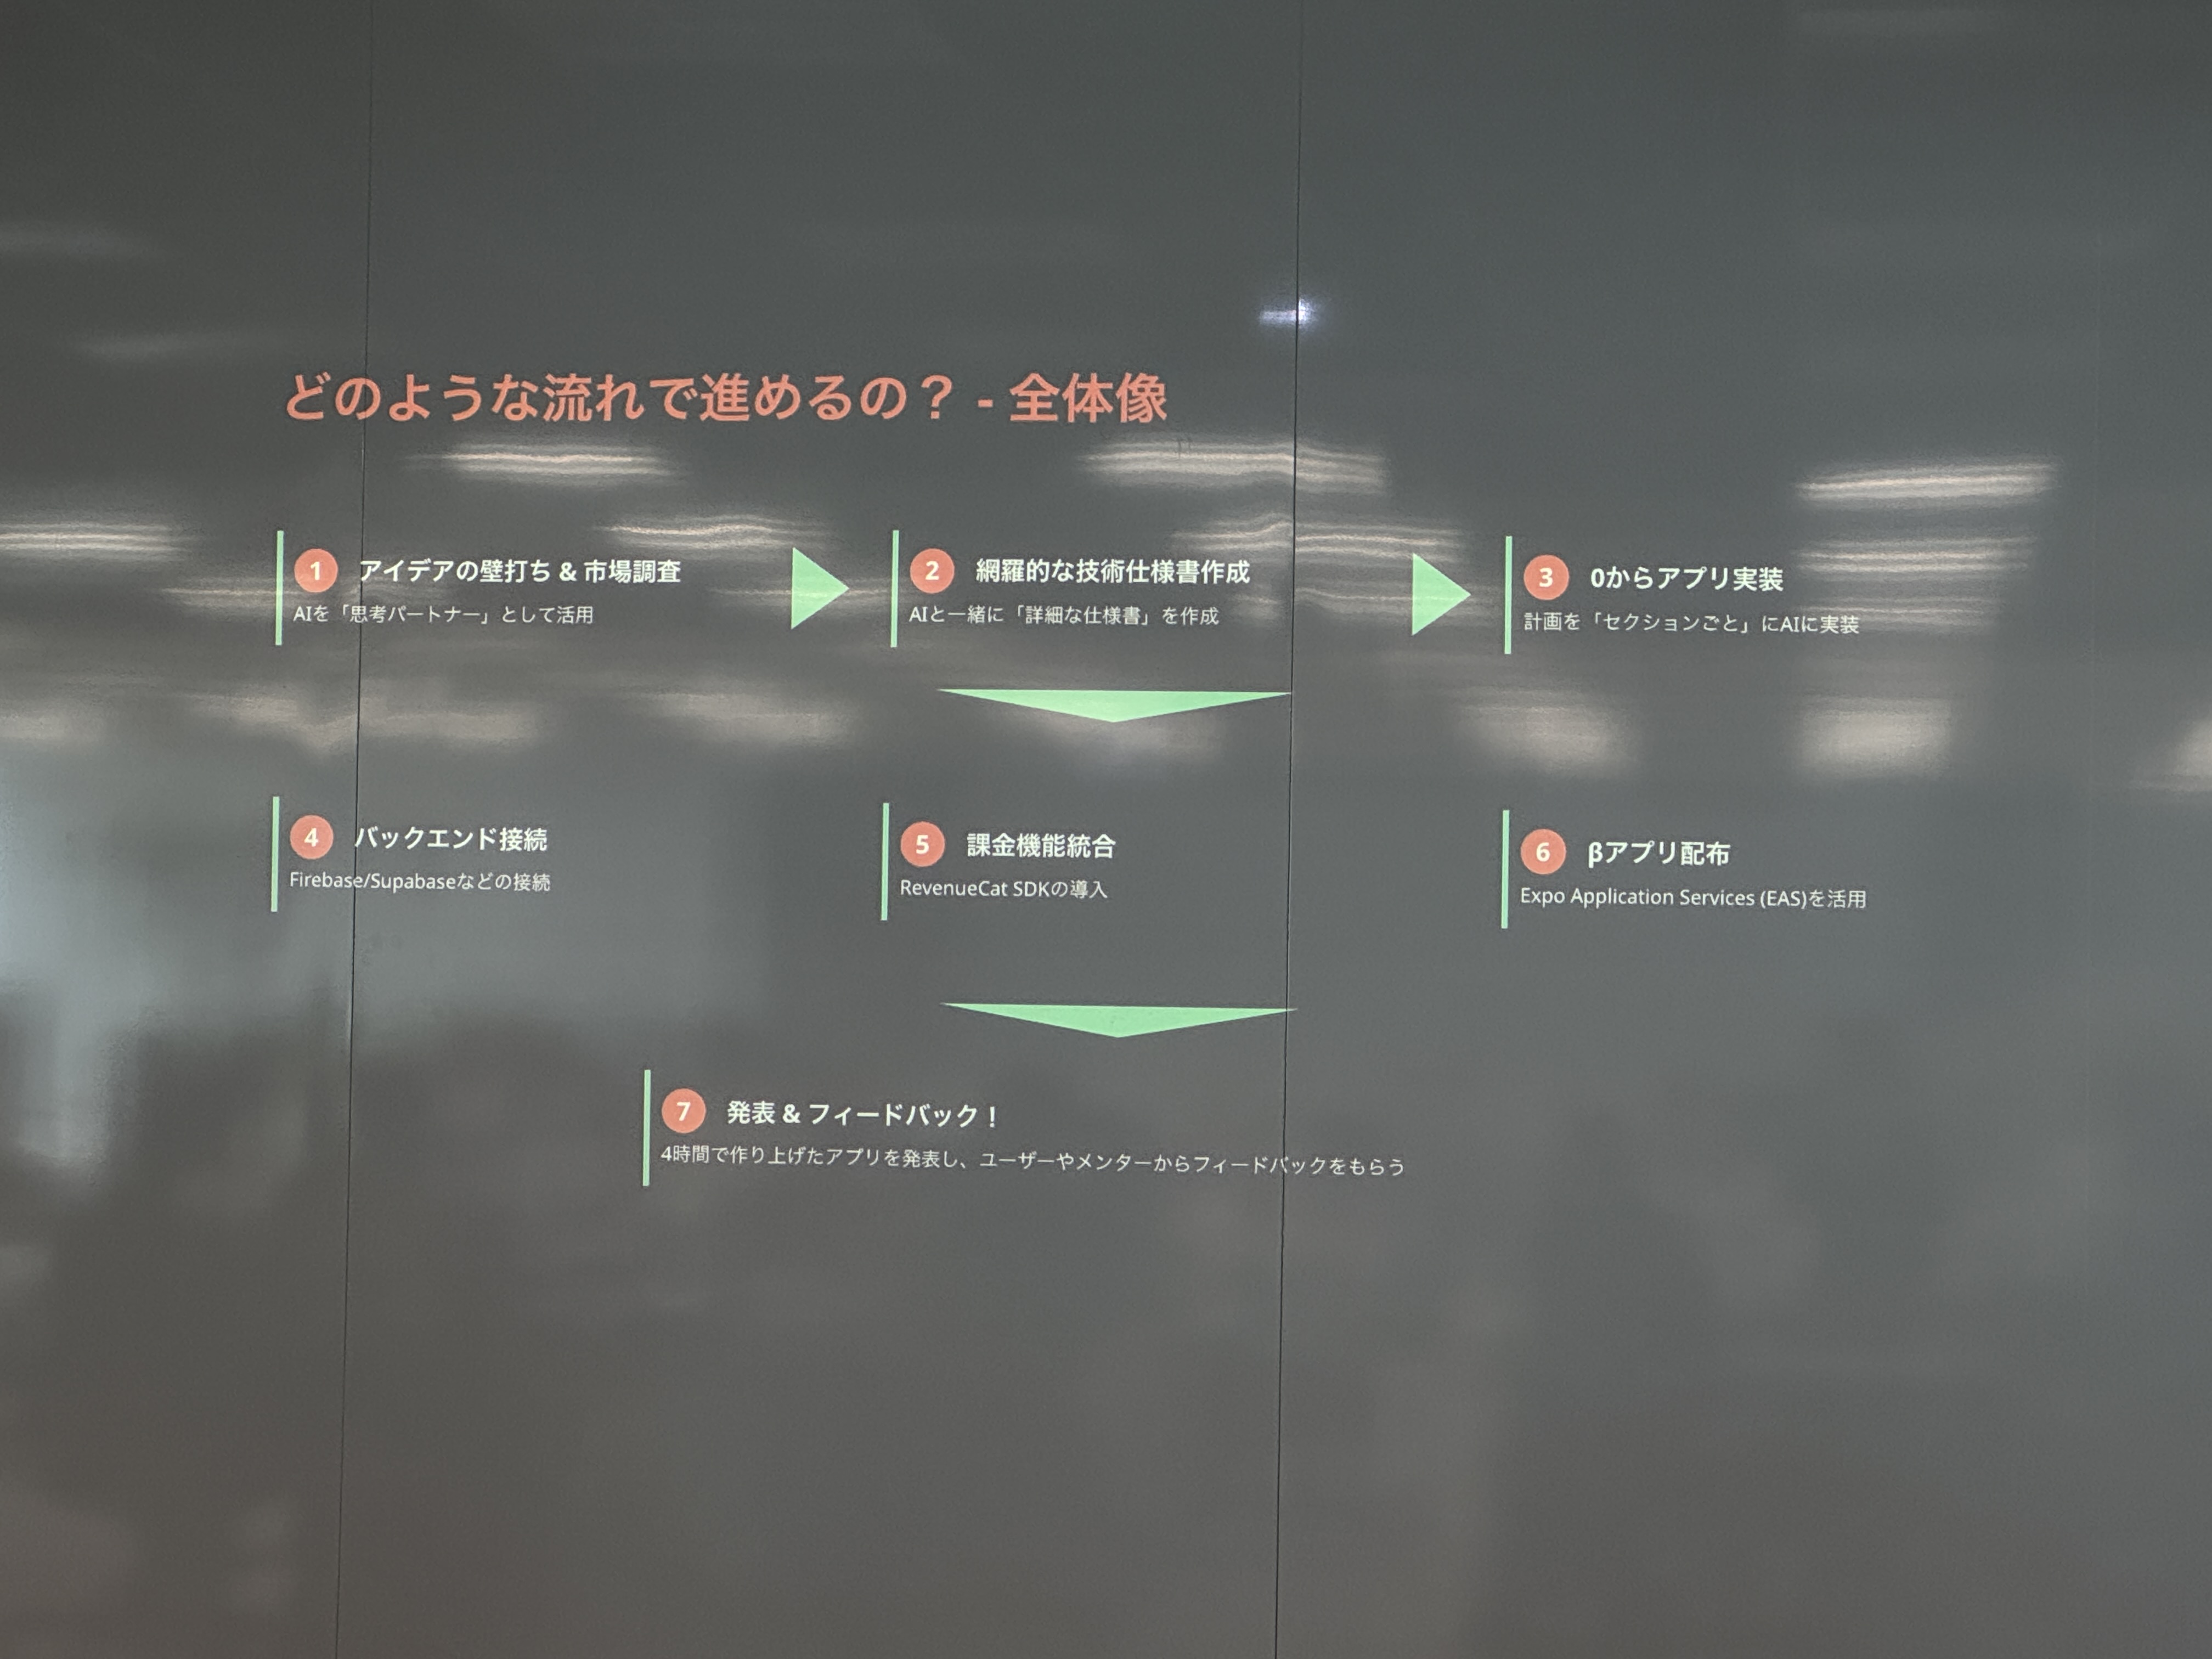 どのような流れで進めるの？ - 全体像
1 アイデアの壁打ち & 市場調査
AIを「思考パートナー」として活用
2 網羅的な技術仕様書作成
AIと一緒に「詳細な仕様書」を作成
3 0からアプリ実装
計画を「セクションごと」にAIに実装
4 バックエンド接続
Firebase/Supabaseなどの接続
5 課金機能統合
RevenueCat SDKの導入
6 βアプリ配布
Expo Application Services (EAS)を活用
7 発表 & フィードバック！
4時間で作り上げたアプリを発表し、ユーザーやメンターからフィードバックをもらう